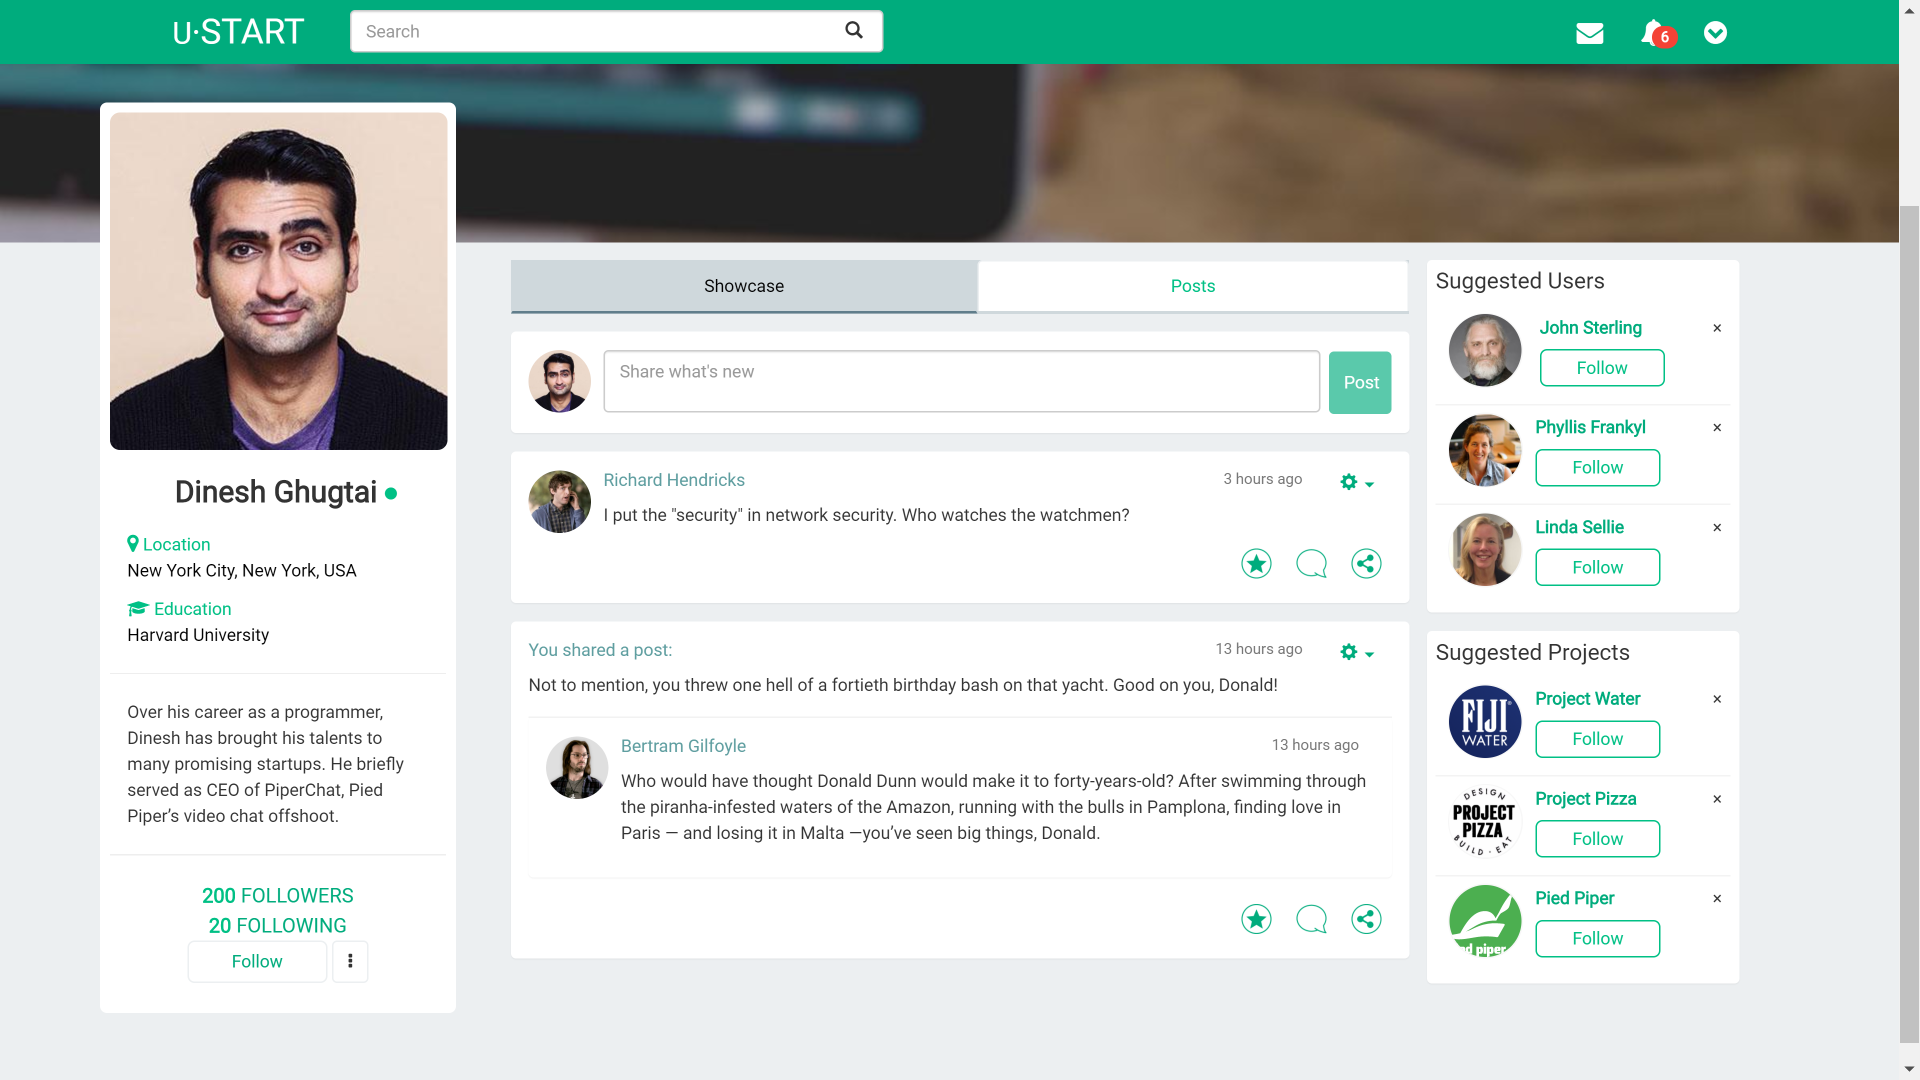 U·START
Search
6
Dinesh Ghugtai
Location
New York City, New York, USA
Education
Harvard University
Over his career as a programmer,
Dinesh has brought his talents to
many promising startups. He briefly
served as CEO of PiperChat, Pied
Piper’s video chat offshoot.
200 FOLLOWERS
20 FOLLOWING
Follow
Showcase
Posts
Share what's new
Post
Richard Hendricks
3 hours ago
I put the "security" in network security. Who watches the watchmen?
You shared a post:
13 hours ago
Not to mention, you threw one hell of a fortieth birthday bash on that yacht. Good on you, Donald!
Bertram Gilfoyle
13 hours ago
Who would have thought Donald Dunn would make it to forty-years-old? After swimming through
the piranha-infested waters of the Amazon, running with the bulls in Pamplona, finding love in
Paris — and losing it in Malta —you’ve seen big things, Donald.
Suggested Users
John Sterling
×
Follow
Phyllis Frankyl
×
Follow
Linda Sellie
×
Follow
Suggested Projects
FIJI
WATER
Project Water
×
Follow
DESIGN
PROJECT
PIZZA
BUILD · EAT
Project Pizza
×
Follow
ed piper
Pied Piper
×
Follow